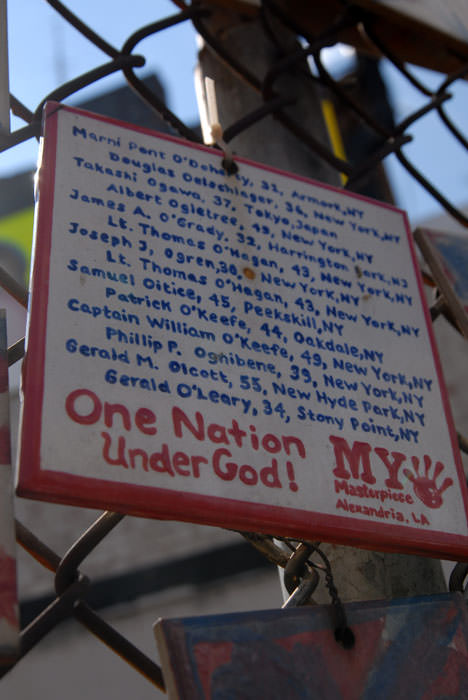 Marni Pont O'Doherty, 32, Armonk, NY
Douglas Oelschlager, 36, New York, NY
Takashi Ogawa, 37, Tokyo, Japan
Albert Ogletree, 49, New York, NY
James A. O'Grady, 32, Harrington Park, NJ
Lt. Thomas O'Hagan, 43, New York, NY
Joseph J. Ogren, 30, New York, NY
Lt. Thomas O'Hagan, 43, New York, NY
Samuel Oitice, 45, Peekskill, NY
Patrick O'Keefe, 44, Oakdale, NY
Captain William O'Keefe, 49, New York, NY
Phillip P. Ognibene, 39, New York, NY
Gerald M. Olcott, 55, New Hyde Park, NY
Gerald O'Leary, 34, Stony Point, NY
One Nation
Under God!
MY
Masterpiece
Alexandria, LA